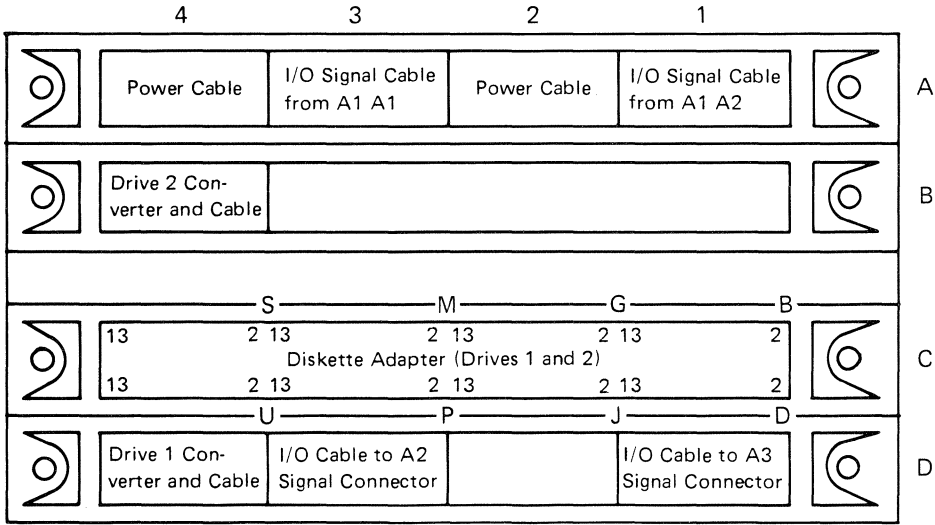 4 3 2 1
Power Cable
I/O Signal Cable
from A1 A1
Power Cable
I/O Signal Cable
from A1 A2
A
Drive 2 Con-
verter and Cable
B
S M G B
13 2 13 2 13 2 13 2
Diskette Adapter (Drives 1 and 2)
13 2 13 2 13 2 13 2
C
U P J D
Drive 1 Con-
verter and Cable
I/O Cable to A2
Signal Connector
I/O Cable to A3
Signal Connector
D